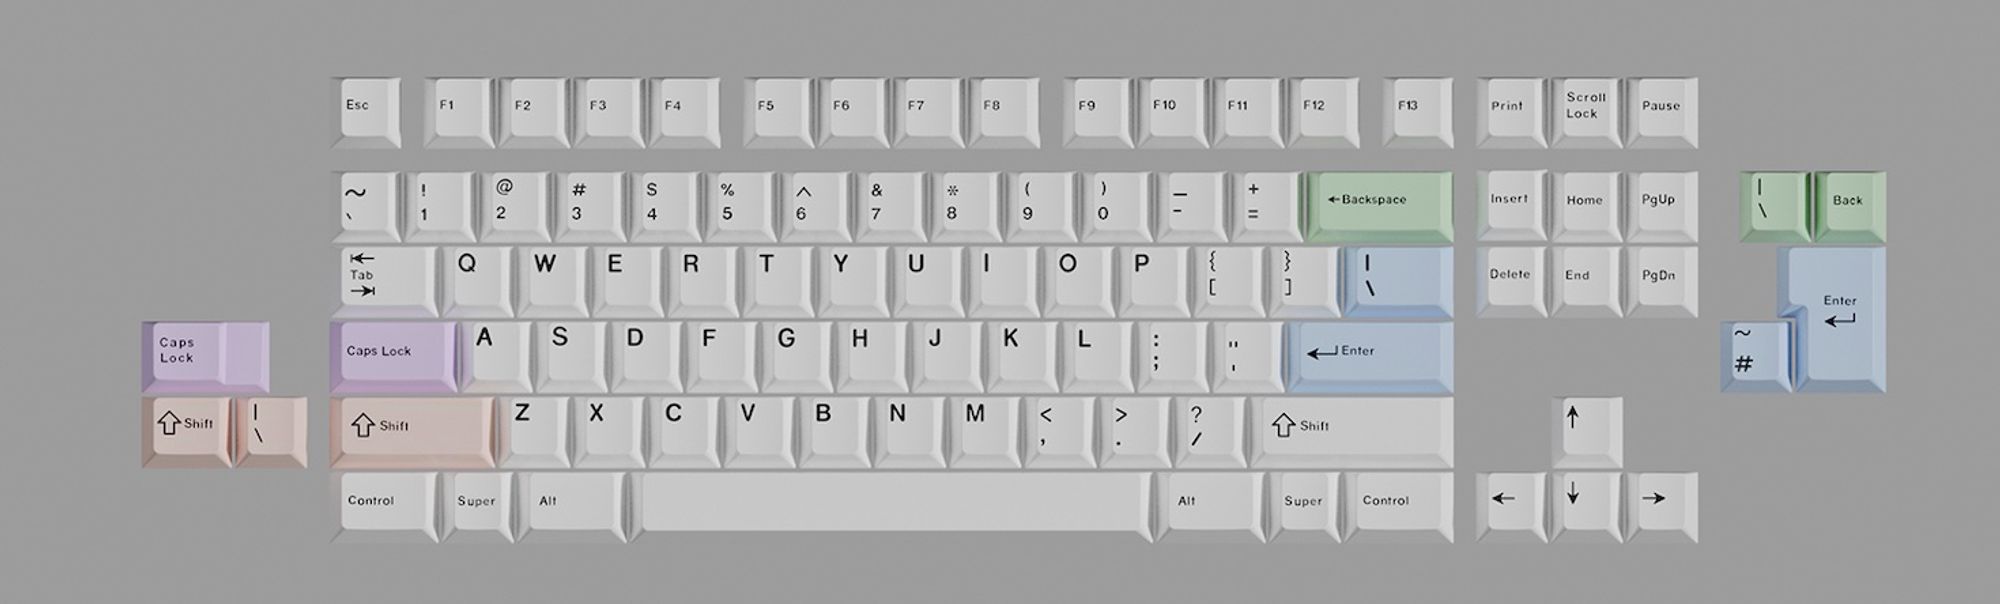 Esc F1 F2 F3 F4 F5 F6 F7 F8 F9 F10 F11 F12 F13 Print Scroll Lock Pause
~ ! @ # S % ^ & * ( ) _ + ←Backspace Insert Home PgUp | Back
` 1 2 3 4 5 6 7 8 9 0 - = \
⇤ Tab ⇥ Q W E R T Y U I O P { } | Delete End PgDn Enter ↵
[ ] \
Caps Lock Caps Lock A S D F G H J K L : " ↵ Enter ~
; ' #
⇧ Shift | ⇧ Shift Z X C V B N M < > ? ⇧ Shift ↑
\ , . /
Control Super Alt Alt Super Control ← ↓ →